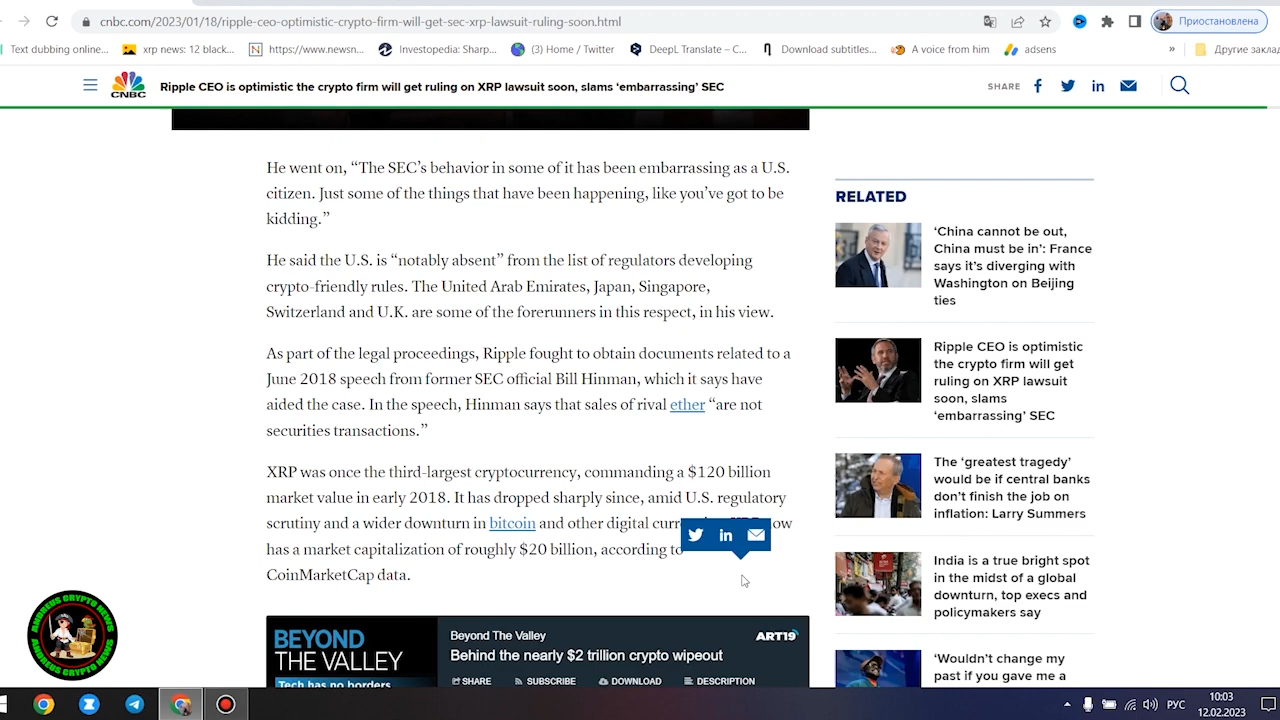 cnbc.com/2023/01/18/ripple-ceo-optimistic-crypto-firm-will-get-sec-xrp-lawsuit-ruling-soon.html
Приостановлена
Text dubbing online...
xrp news: 12 black...
https://www.newsn...
Investopedia: Sharp...
(3) Home / Twitter
DeepL Translate – C...
Download subtitles...
A voice from him
adsens
»
Другие закла
CNBC
Ripple CEO is optimistic the crypto firm will get ruling on XRP lawsuit soon, slams ‘embarrassing’ SEC
SHARE
He went on, “The SEC’s behavior in some of it has been embarrassing as a U.S.
citizen. Just some of the things that have been happening, like you’ve got to be
kidding.”
He said the U.S. is “notably absent” from the list of regulators developing
crypto-friendly rules. The United Arab Emirates, Japan, Singapore,
Switzerland and U.K. are some of the forerunners in this respect, in his view.
As part of the legal proceedings, Ripple fought to obtain documents related to a
June 2018 speech from former SEC official Bill Hinman, which it says have
aided the case. In the speech, Hinman says that sales of rival ether “are not
securities transactions.”
XRP was once the third-largest cryptocurrency, commanding a $120 billion
market value in early 2018. It has dropped sharply since, amid U.S. regulatory
scrutiny and a wider downturn in bitcoin and other digital
has a market capitalization of roughly $20 billion, according to
CoinMarketCap data.
RELATED
‘China cannot be out,
China must be in’: France
says it’s diverging with
Washington on Beijing
ties
Ripple CEO is optimistic
the crypto firm will get
ruling on XRP lawsuit
soon, slams
‘embarrassing’ SEC
The ‘greatest tragedy’
would be if central banks
don’t finish the job on
inflation: Larry Summers
India is a true bright spot
in the midst of a global
downturn, top execs and
policymakers say
‘Wouldn’t change my
past if you gave me a
ANDREUS CRYPTO NEWS
ANDREUS CRYPTO NEWS
BEYOND
THE VALLEY
Tech has no borders
Beyond The Valley
Behind the nearly $2 trillion crypto wipeout
ART19
SHARE
SUBSCRIBE
DOWNLOAD
DESCRIPTION
РУС
10:03
12.02.2023